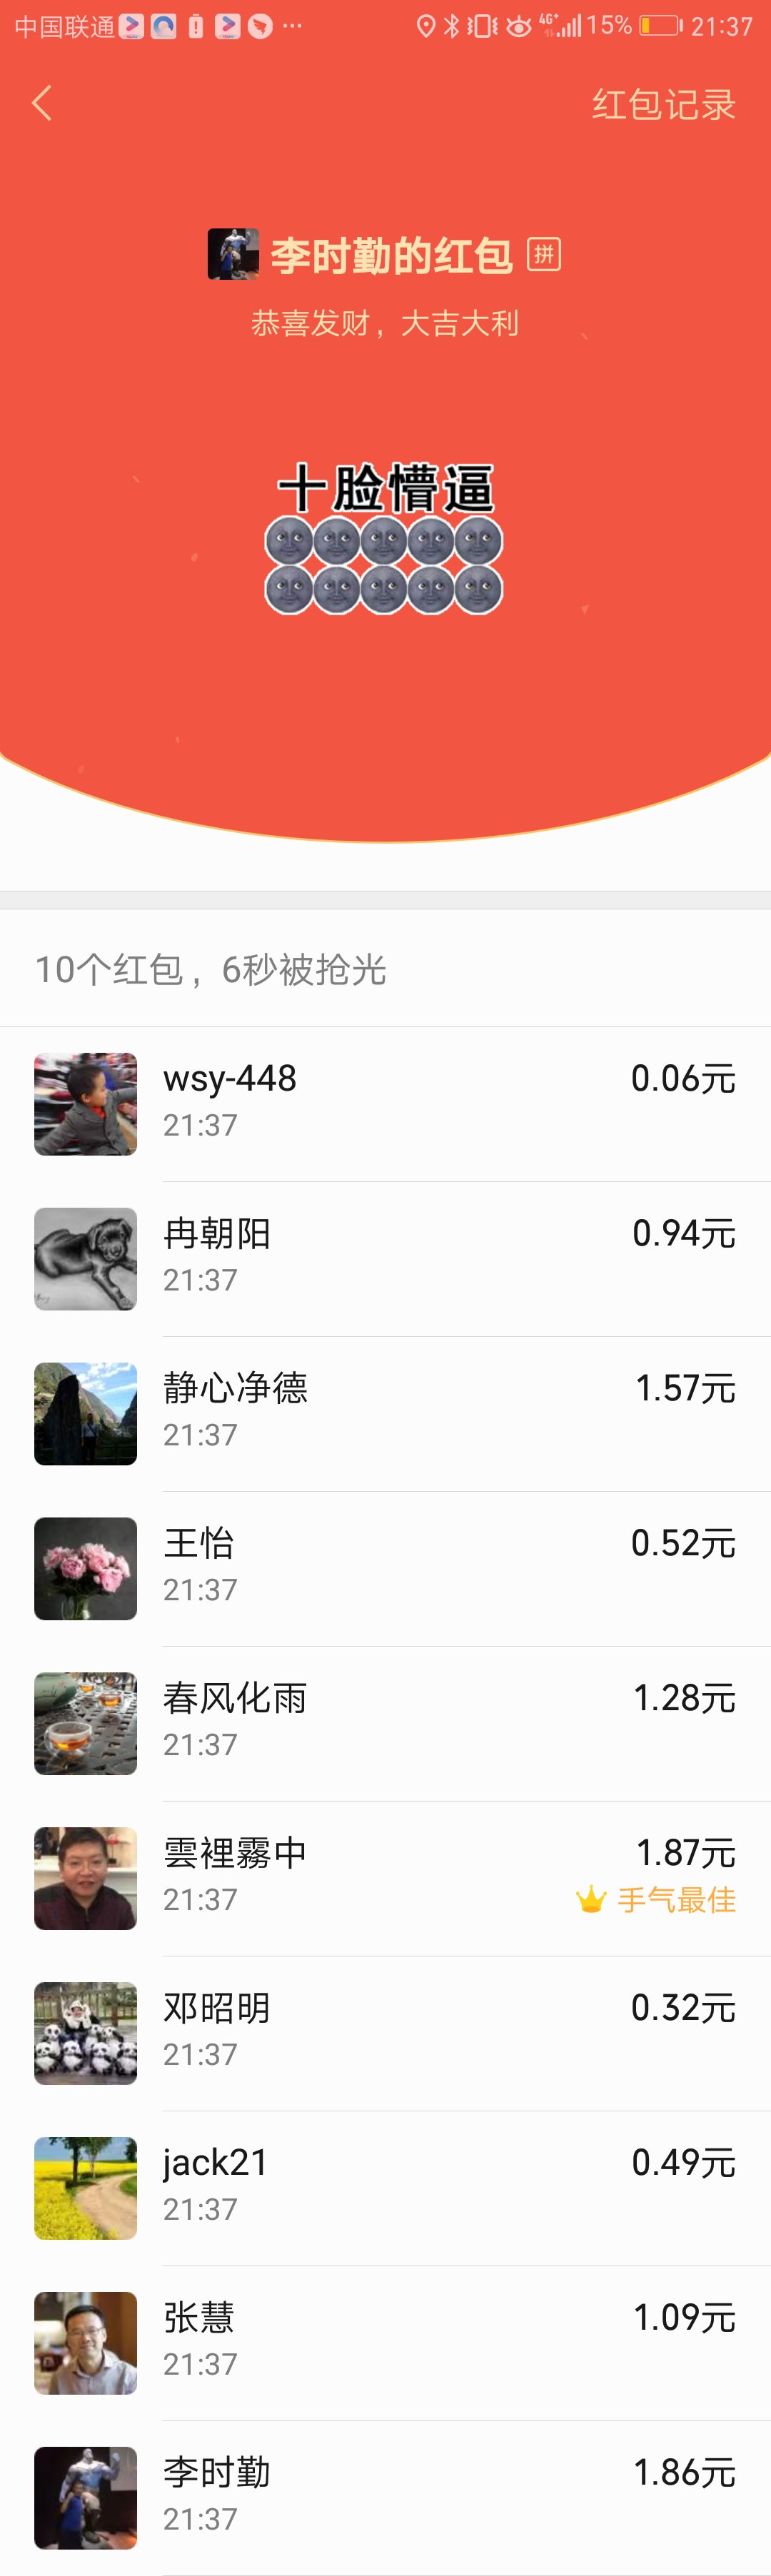 中国联通 4G+ 15% 21:37
红包记录
李时勤的红包 拼
恭喜发财，大吉大利
十脸懵逼
10个红包，6秒被抢光
wsy-448 0.06元
21:37
冉朝阳 0.94元
21:37
静心净德 1.57元
21:37
王怡 0.52元
21:37
春风化雨 1.28元
21:37
雲裡霧中 1.87元
21:37 手气最佳
邓昭明 0.32元
21:37
jack21 0.49元
21:37
张慧 1.09元
21:37
李时勤 1.86元
21:37